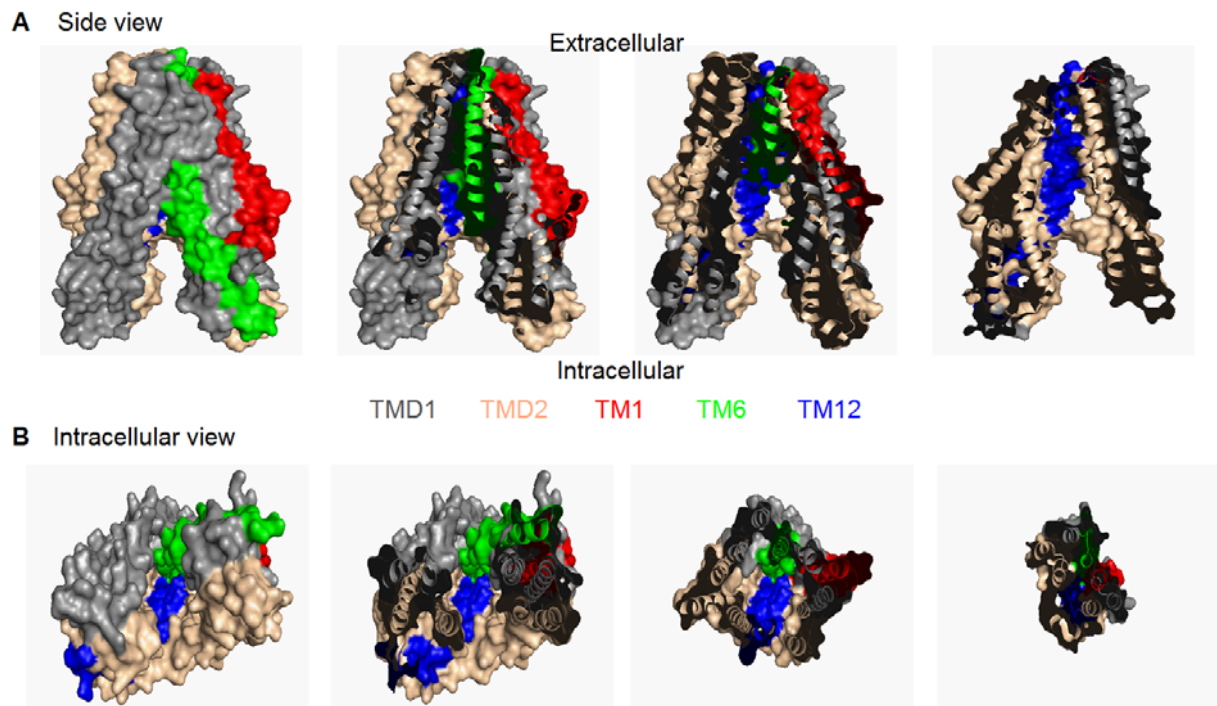 A Side view
Extracellular
Intracellular
TMD1 TMD2 TM1 TM6 TM12
B Intracellular view